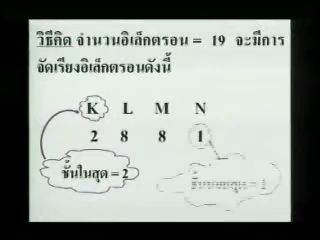 วิธีคิด จำนวนอิเล็กตรอน = 19 จะมีการ
จัดเรียงอิเล็กตรอนดังนี้
K L M N
2 8 8 1
ชั้นในสุด = 2